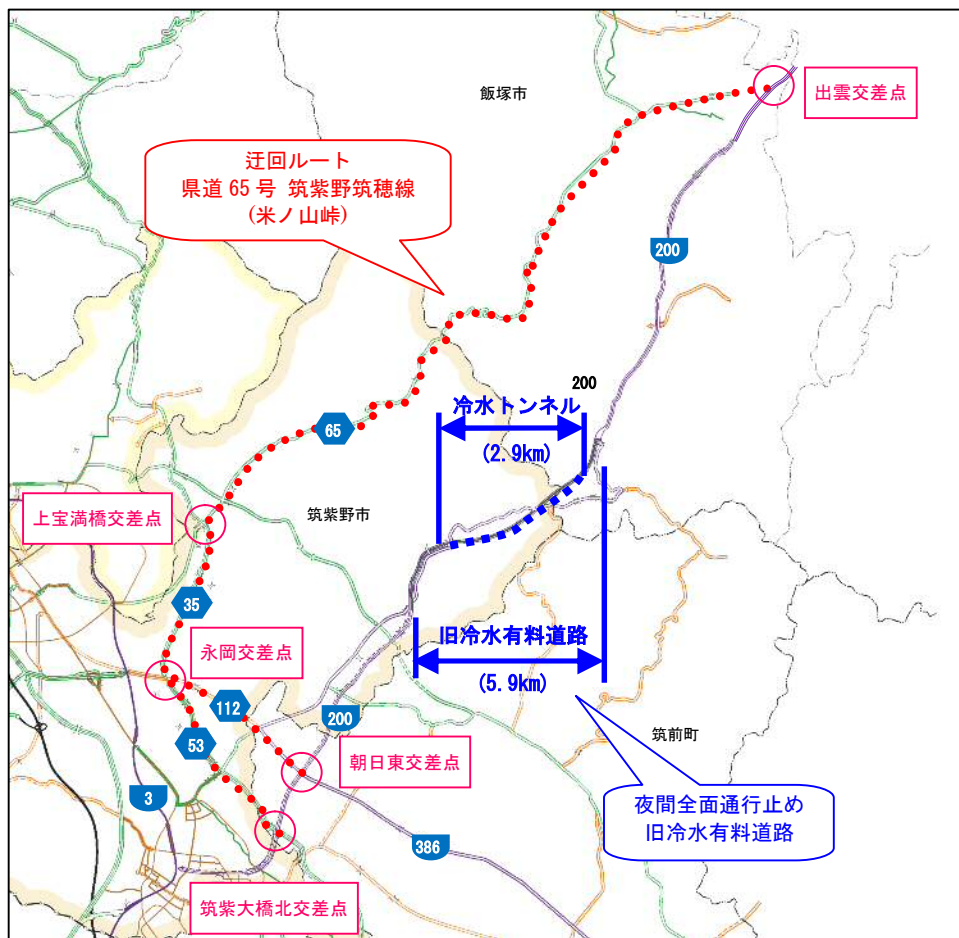 飯塚市
出雲交差点
迂回ルート
県道 65 号 筑紫野筑穂線
(米ノ山峠)
200
200
冷水トンネル
(2.9km)
65
上宝満橋交差点
筑紫野市
35
旧冷水有料道路
(5.9km)
永岡交差点
112
200
筑前町
53
朝日東交差点
3
夜間全面通行止め
旧冷水有料道路
386
筑紫大橋北交差点